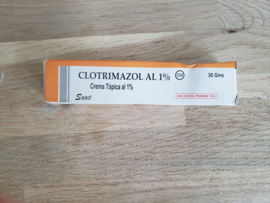 CLOTRIMAZOL AL 1%
30 Gms
Crema Tópica al 1%
Saad